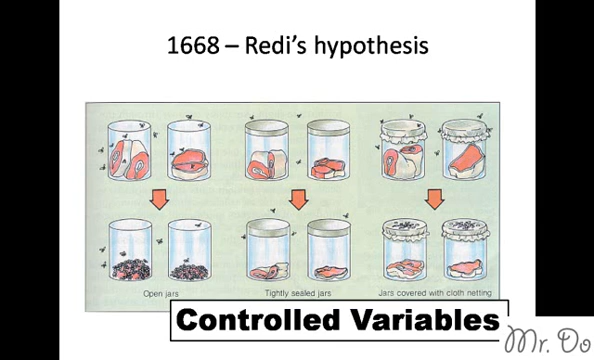 1668 – Redi's hypothesis
Open jars
Tightly sealed jars
Jars covered with cloth netting
Controlled Variables
Mr. Do